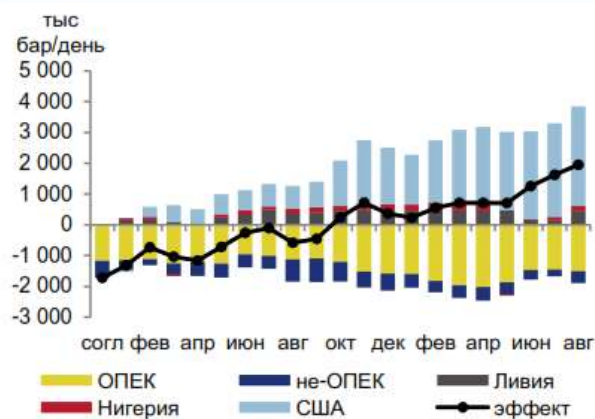 тыс
бар/день
5 000
4 000
3 000
2 000
1 000
0
-1 000
-2 000
-3 000
согл фев апр июн авг окт дек фев апр июн авг
ОПЕК не-ОПЕК Ливия
Нигерия США эффект